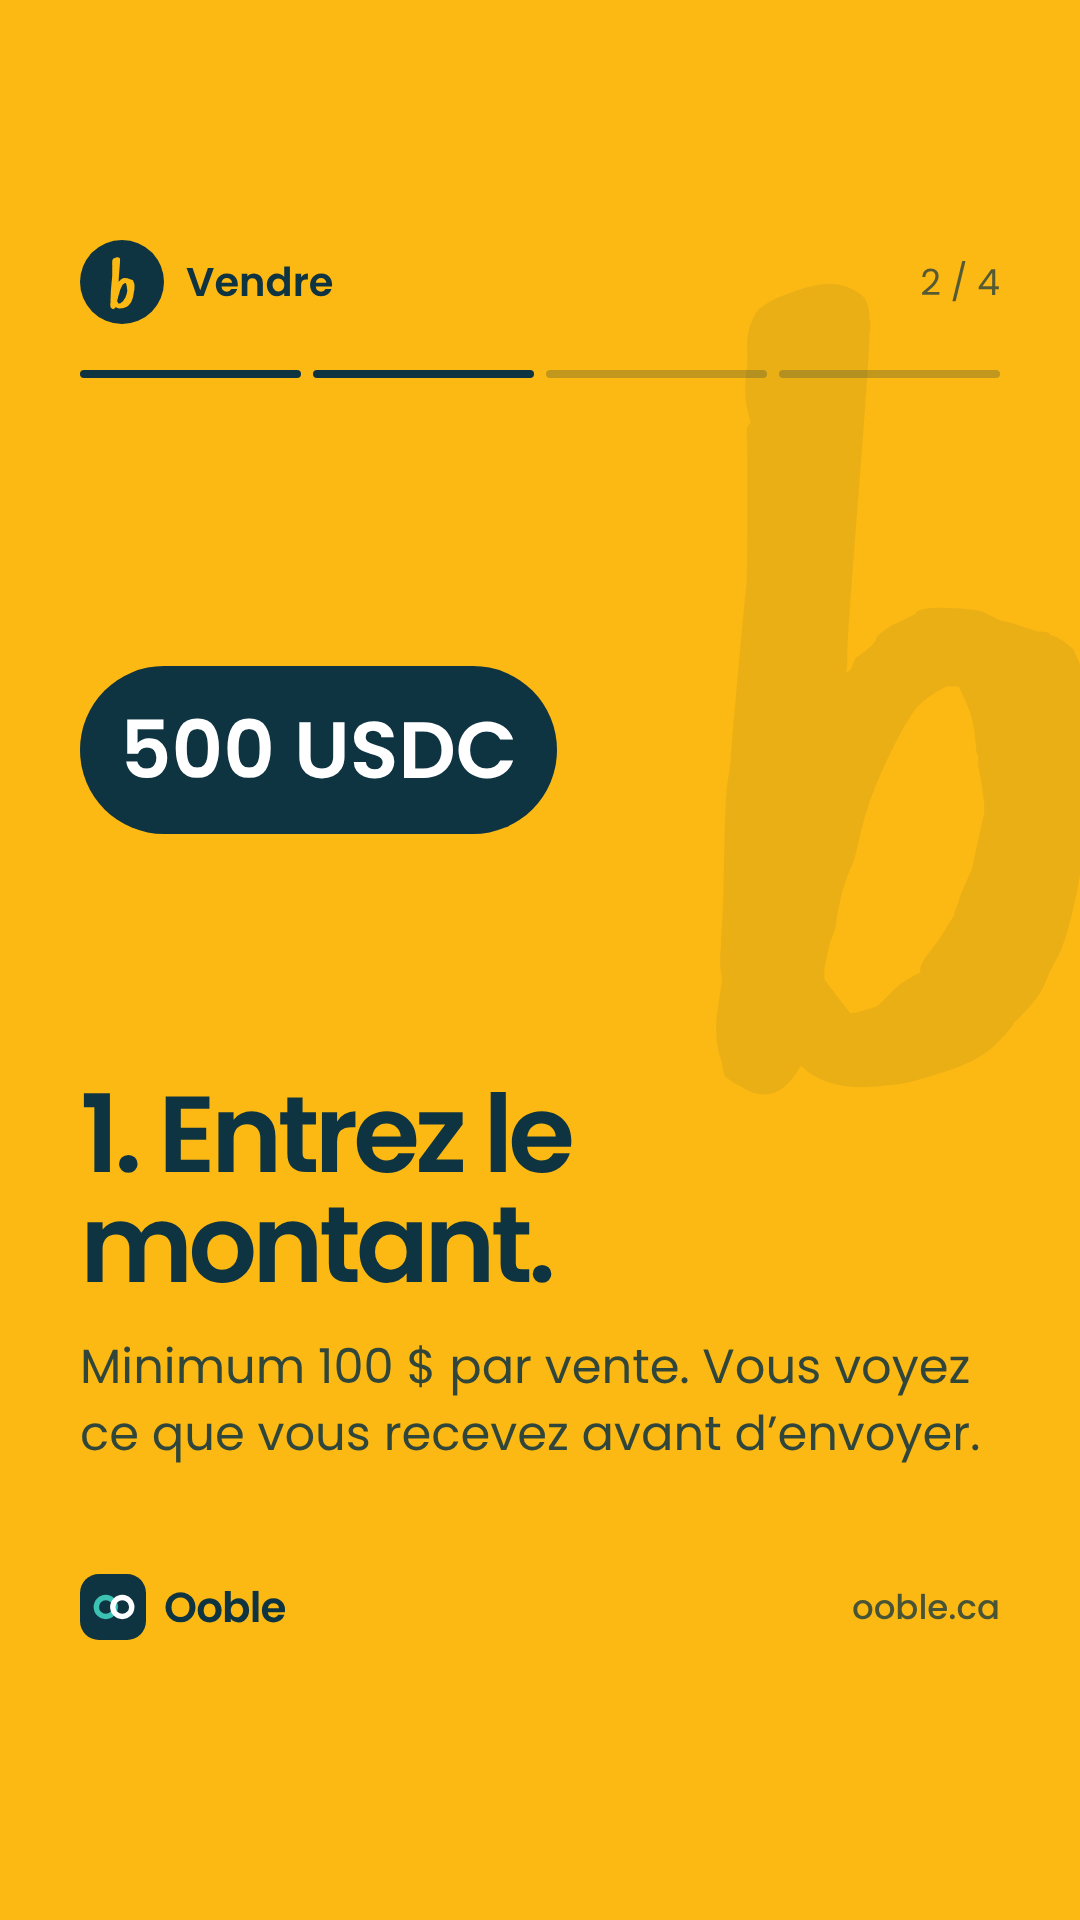 b Vendre
2 / 4
500 USDC
1. Entrez le
montant.
Minimum 100 $ par vente. Vous voyez
ce que vous recevez avant d’envoyer.
Ooble
ooble.ca